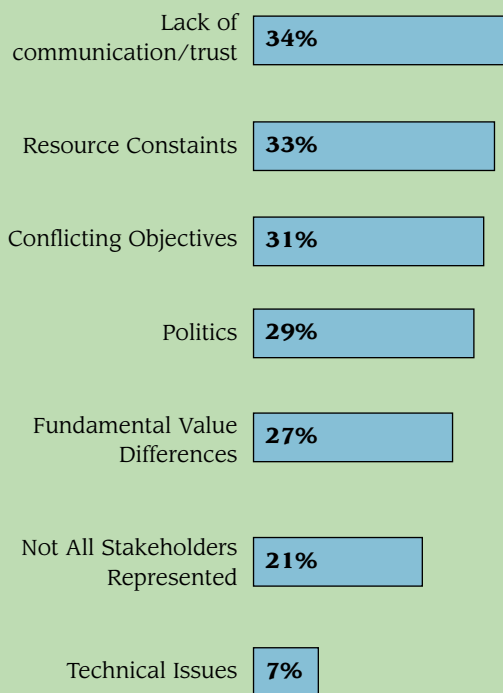 Lack of
communication/trust
34%
Resource Constaints
33%
Conflicting Objectives
31%
Politics
29%
Fundamental Value
Differences
27%
Not All Stakeholders
Represented
21%
Technical Issues
7%